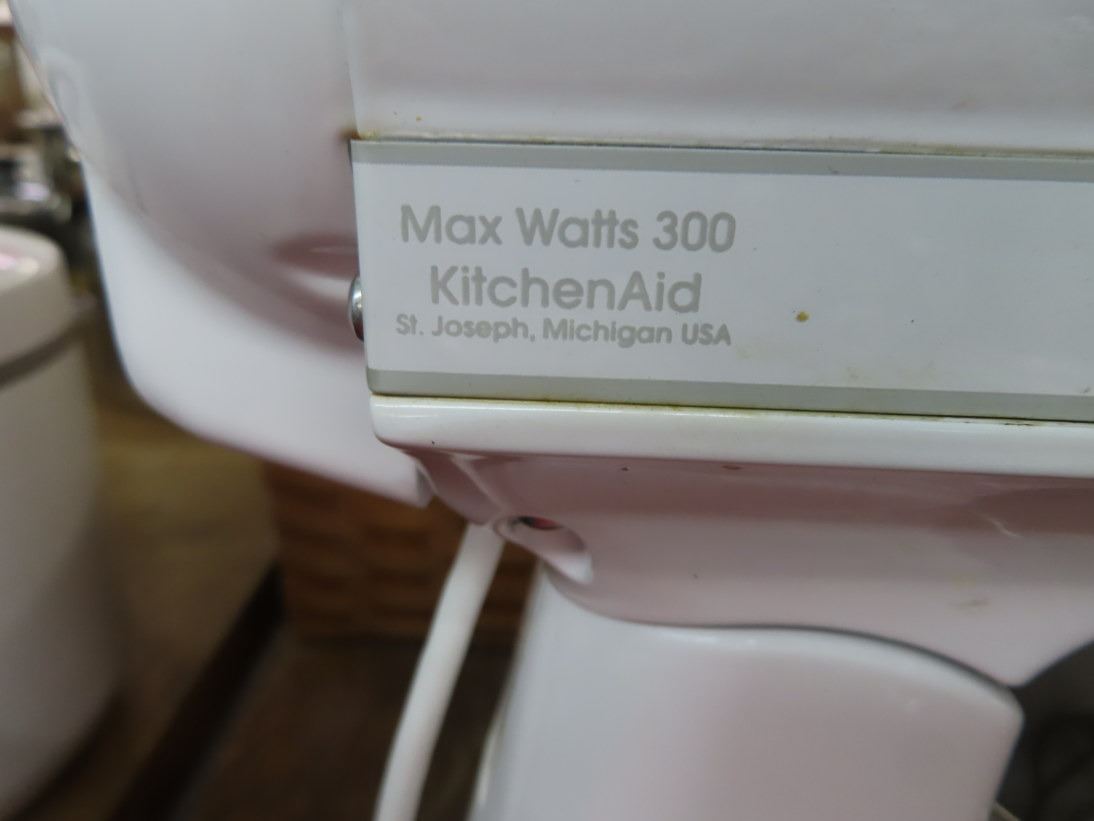 Max Watts 300
KitchenAid
St. Joseph, Michigan USA